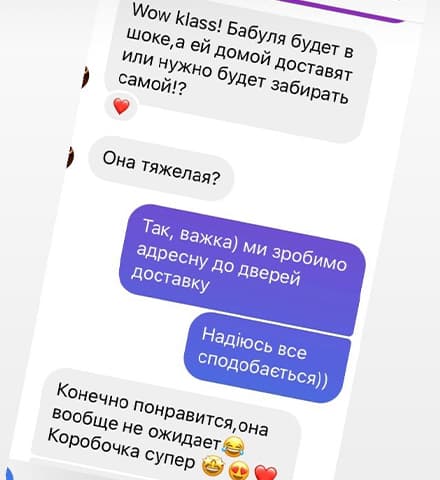 Wow klass! Бабуля будет в
шоке,а ей домой доставят
или нужно будет забирать
самой!?
Она тяжелая?
Так, важка) ми зробимо
адресну до дверей
доставку
Надіюсь все
сподобається))
Конечно понравится,она
вообще не ожидает😂
Коробочка супер 🤩😍❤️